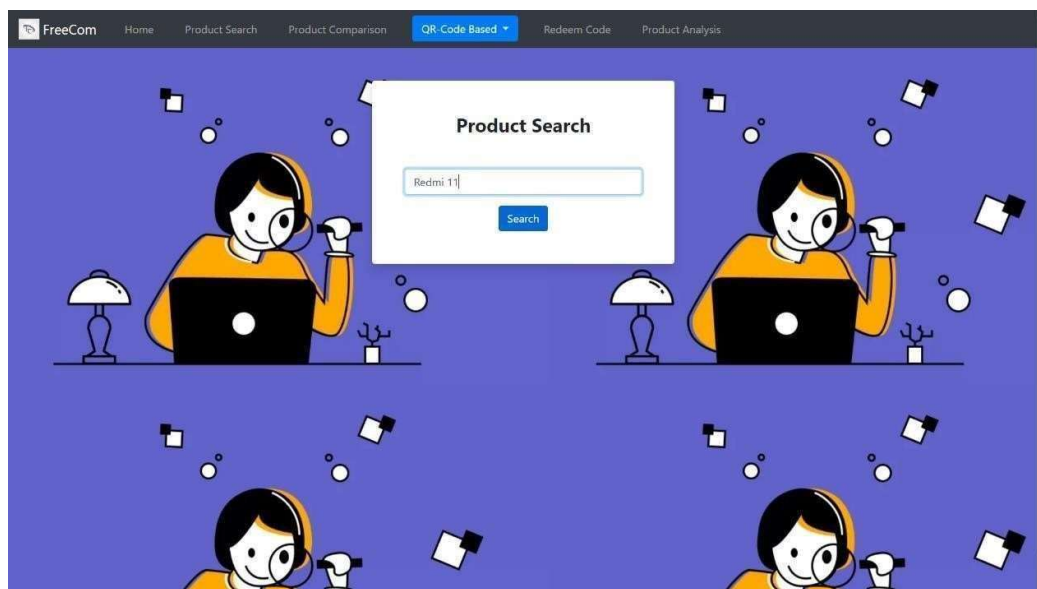 FreeCom Home Product Search Product Comparison QR-Code Based Redeem Code Product Analysis
Product Search
Redmi 11
Search